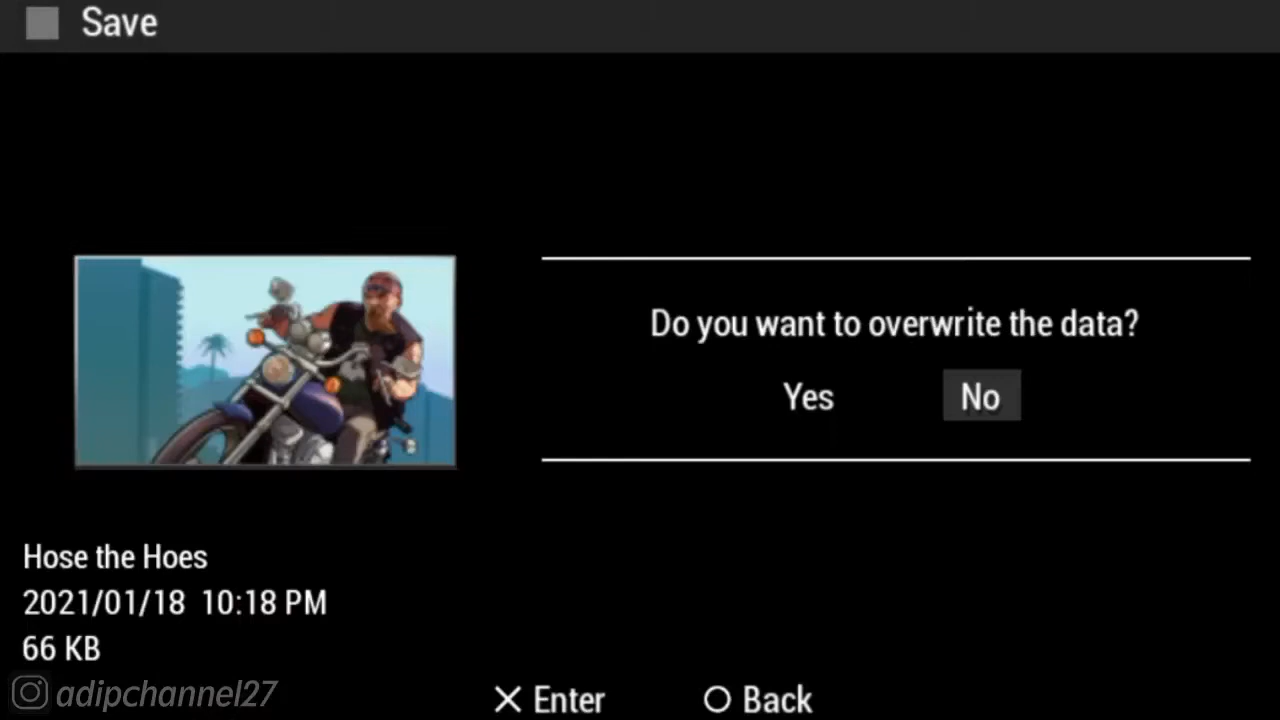 Save
Do you want to overwrite the data?
Yes No
Hose the Hoes
2021/01/18 10:18 PM
66 KB
adipchannel27
Enter Back